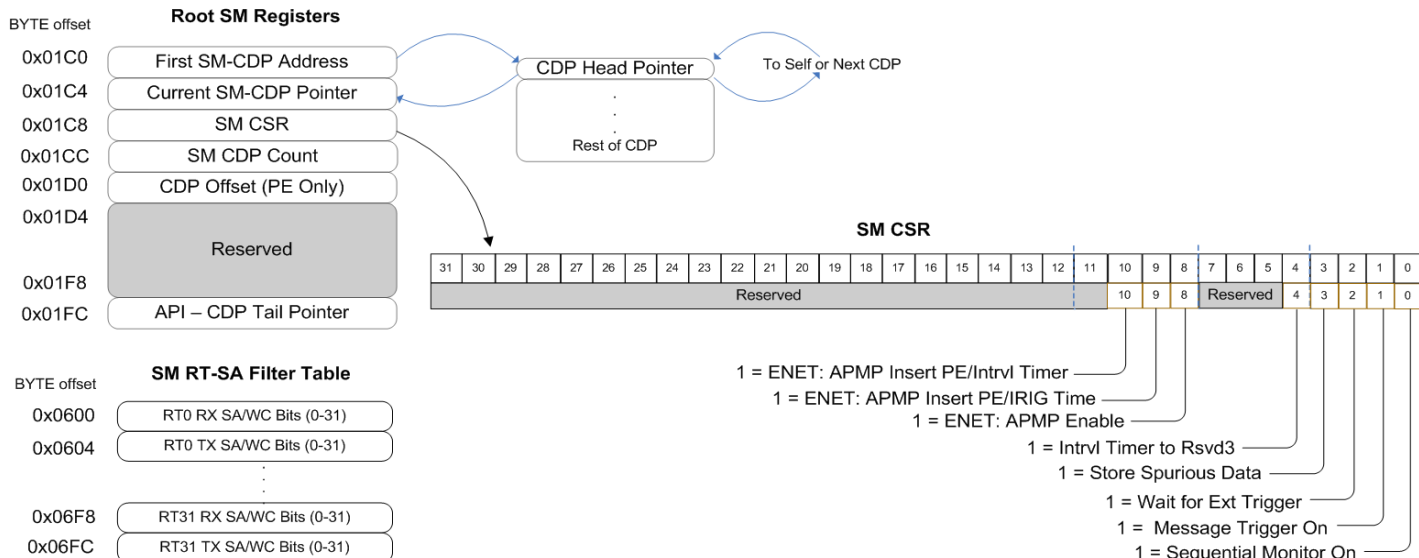 Root SM Registers
BYTE offset
0x01C0 First SM-CDP Address
0x01C4 Current SM-CDP Pointer
0x01C8 SM CSR
0x01CC SM CDP Count
0x01D0 CDP Offset (PE Only)
0x01D4
Reserved
0x01F8
0x01FC API – CDP Tail Pointer
CDP Head Pointer
.
.
.
Rest of CDP
To Self or Next CDP
SM CSR
31 30 29 28 27 26 25 24 23 22 21 20 19 18 17 16 15 14 13 12 11 10 9 8 7 6 5 4 3 2 1 0
Reserved 10 9 8 Reserved 4 3 2 1 0
1 = ENET: APMP Insert PE/Intrvl Timer
1 = ENET: APMP Insert PE/IRIG Time
1 = ENET: APMP Enable
1 = Intrvl Timer to Rsvd3
1 = Store Spurious Data
1 = Wait for Ext Trigger
1 = Message Trigger On
1 = Sequential Monitor On
SM RT-SA Filter Table
BYTE offset
0x0600 RT0 RX SA/WC Bits (0-31)
0x0604 RT0 TX SA/WC Bits (0-31)
.
.
.
.
0x06F8 RT31 RX SA/WC Bits (0-31)
0x06FC RT31 TX SA/WC Bits (0-31)